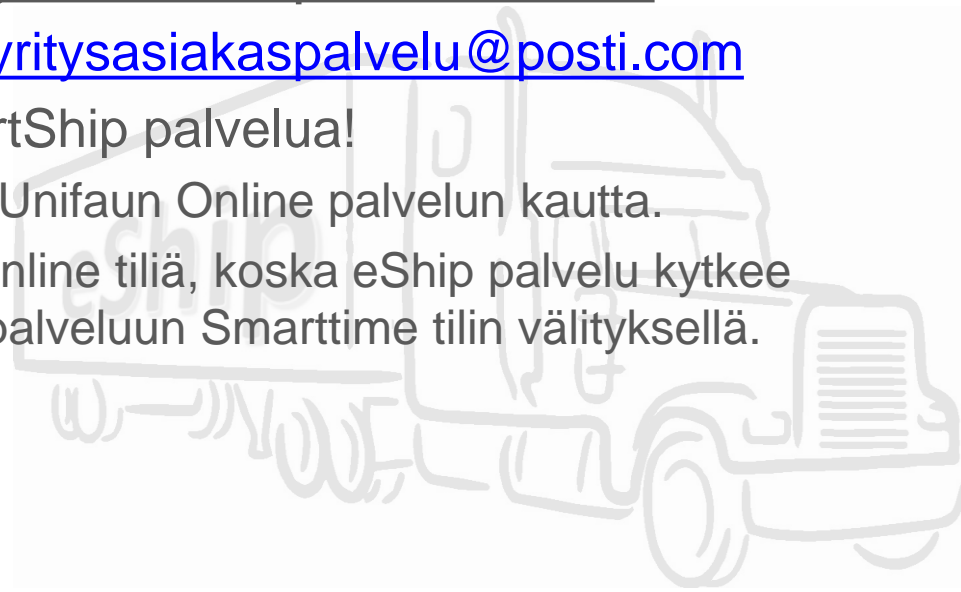 yritysasiakaspalvelu@posti.com
rtShip palvelua!
Unifaun Online palvelun kautta.
nline tiliä, koska eShip palvelu kytkee
palveluun Smarttime tilin välityksellä.
eShip